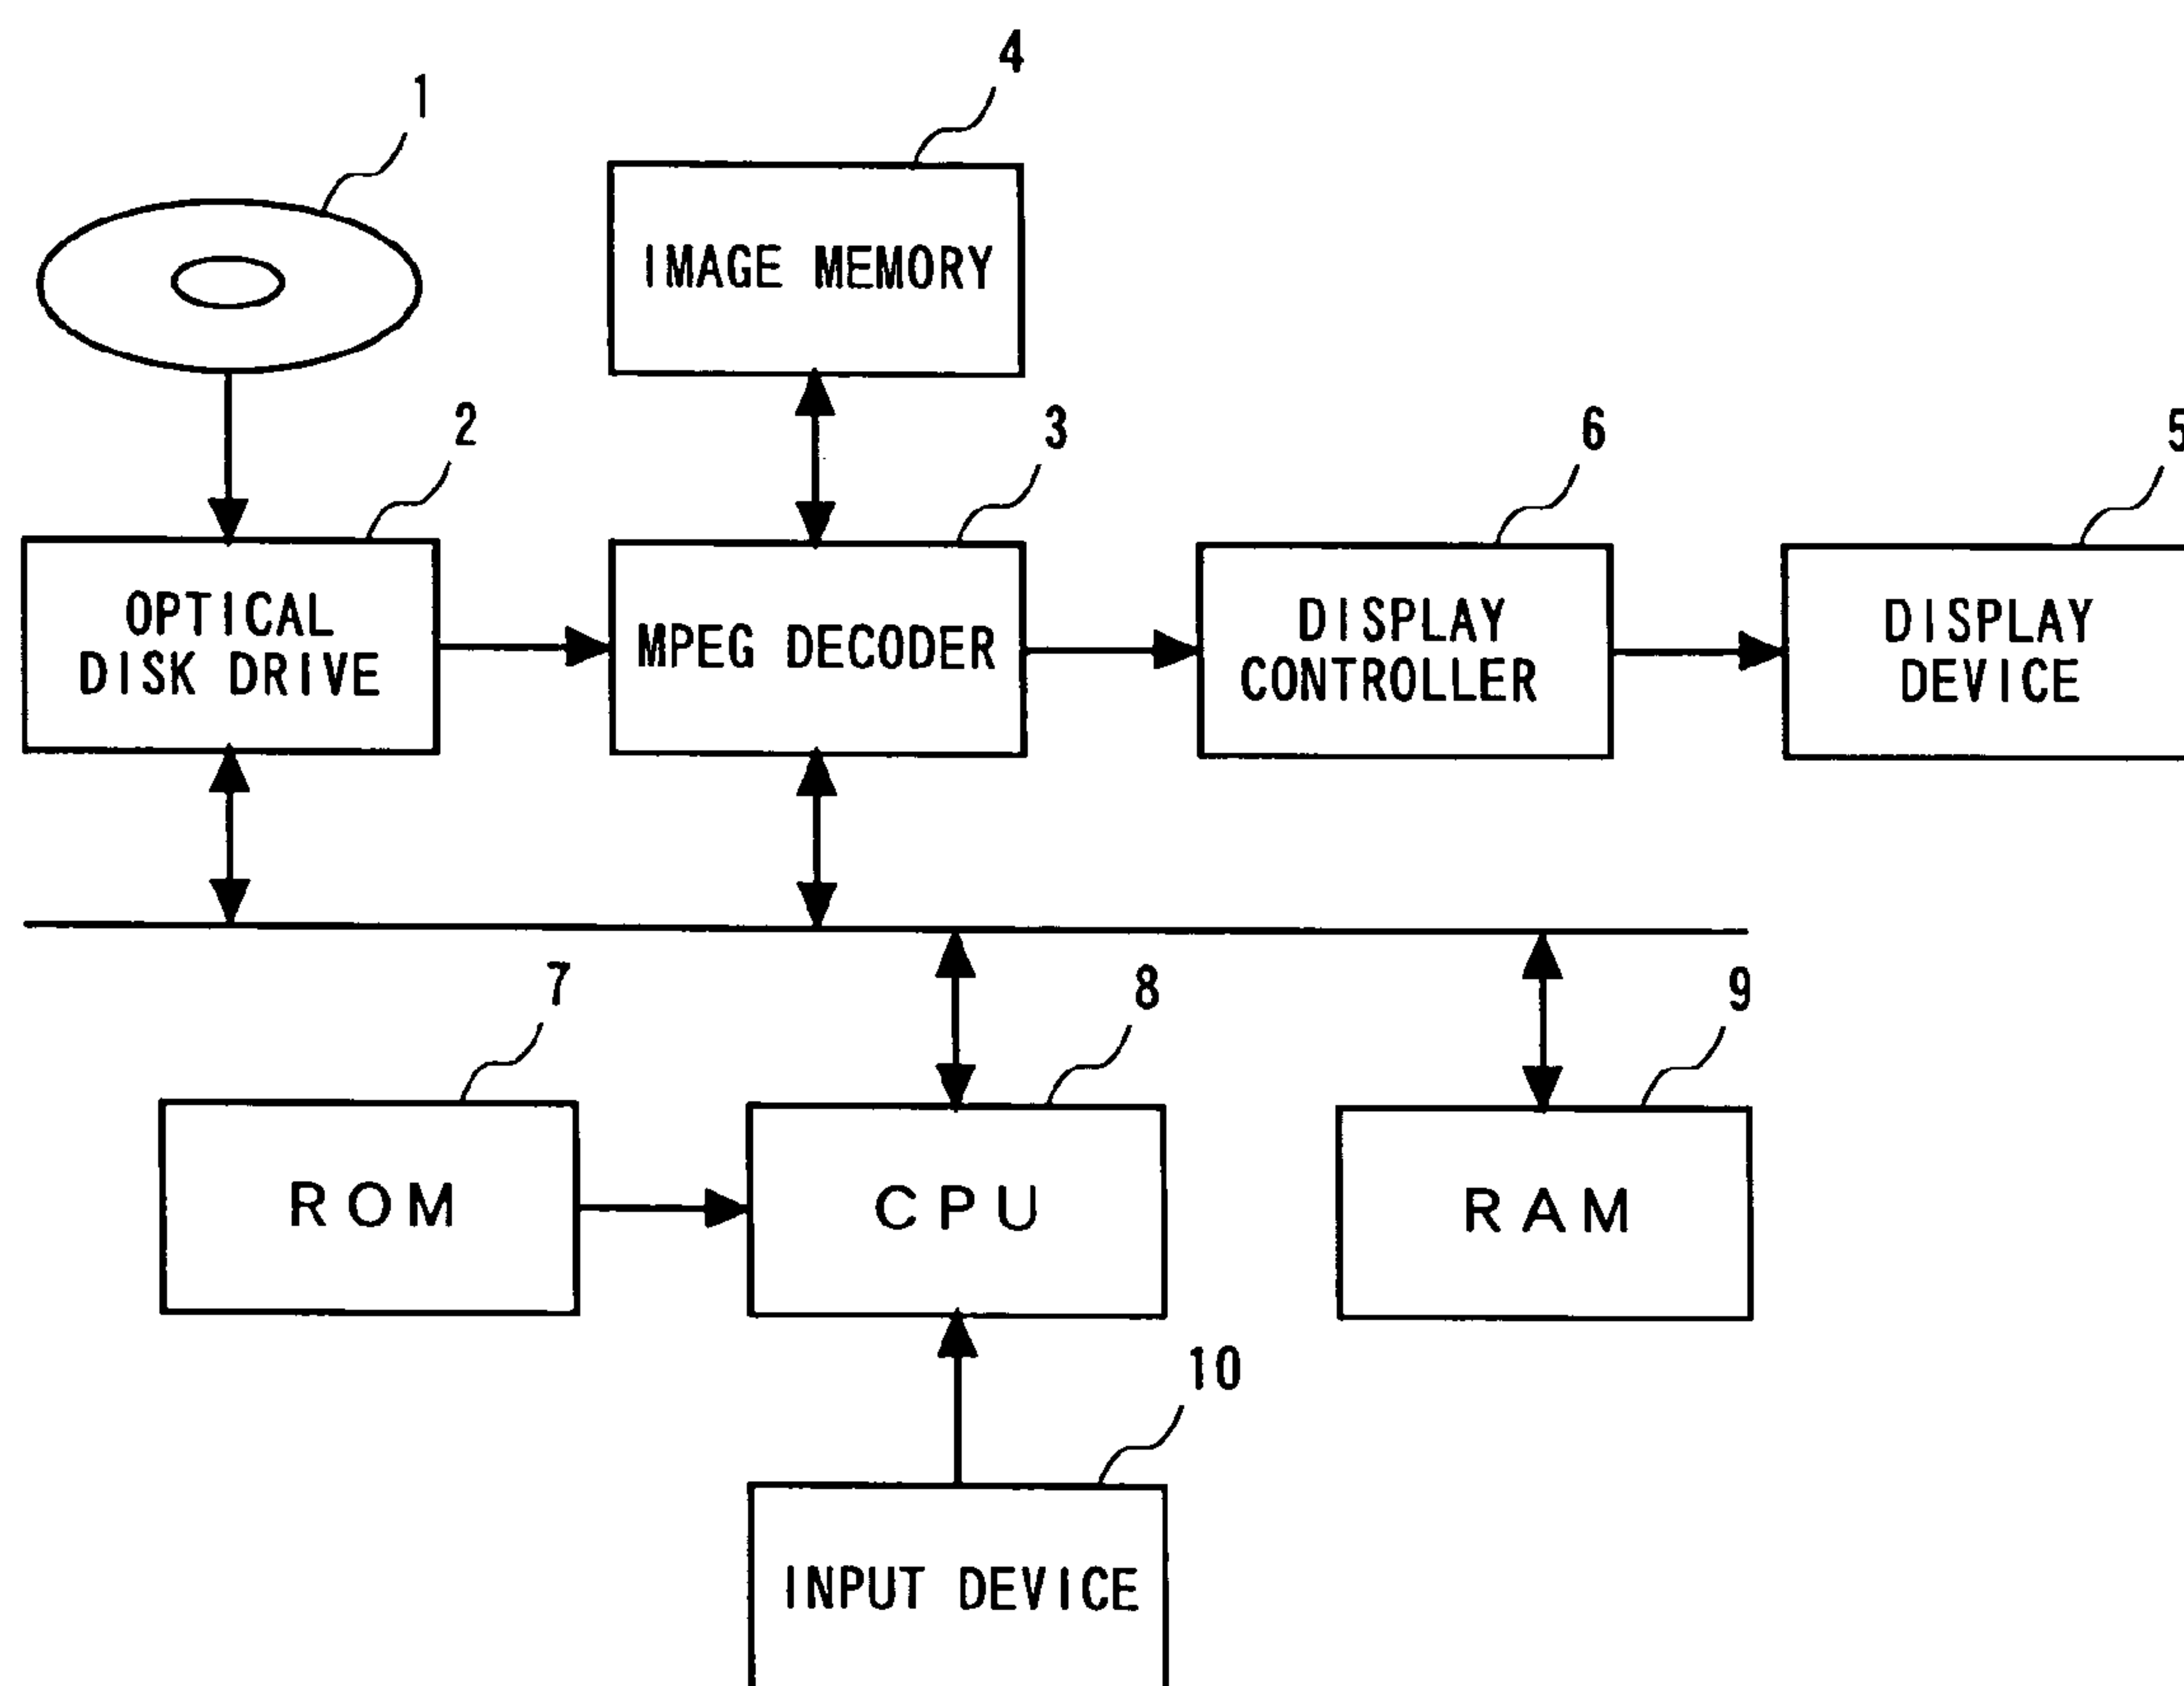 4
1
IMAGE MEMORY
2
3
6
5
OPTICAL
DISK DRIVE
MPEG DECODER
DISPLAY
CONTROLLER
DISPLAY
DEVICE
7
8
9
ROM
CPU
RAM
10
INPUT DEVICE